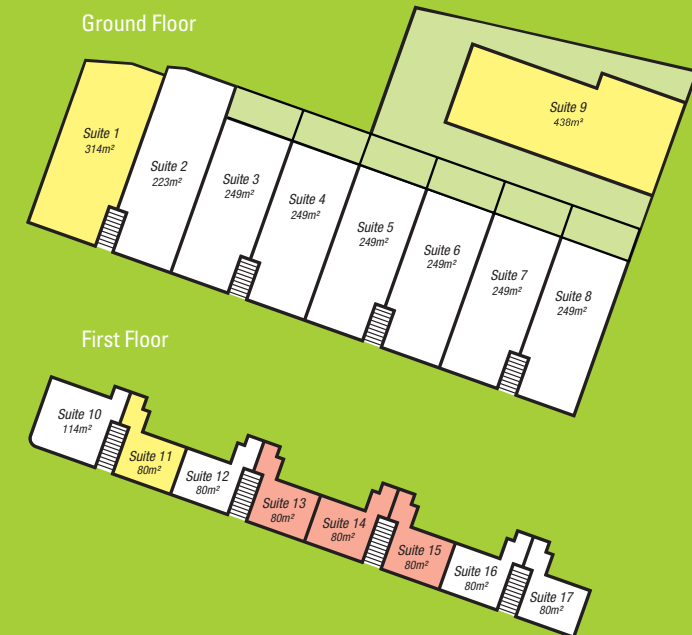 Ground Floor
Suite 1
314m²
Suite 2
223m²
Suite 3
249m²
Suite 4
249m²
Suite 5
249m²
Suite 6
249m²
Suite 7
249m²
Suite 8
249m²
Suite 9
438m²
First Floor
Suite 10
114m²
Suite 11
80m²
Suite 12
80m²
Suite 13
80m²
Suite 14
80m²
Suite 15
80m²
Suite 16
80m²
Suite 17
80m²